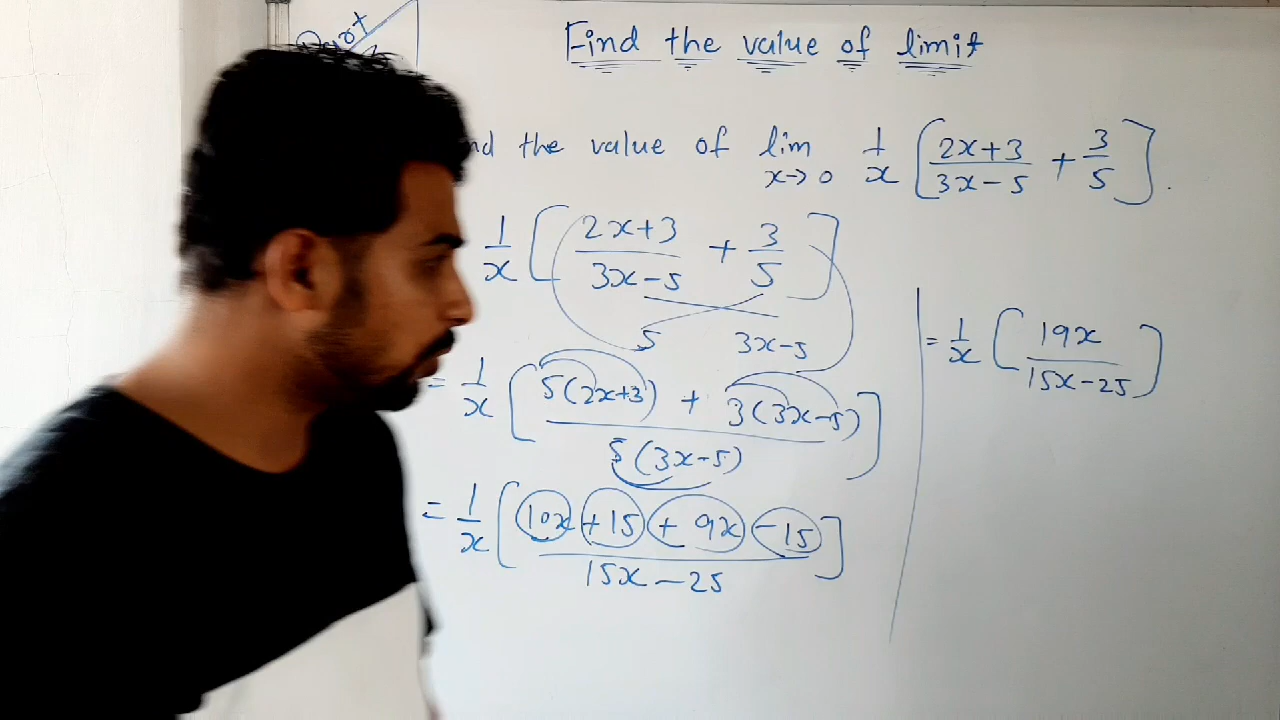 Part
Find the value of limit
nd the value of lim x→0 1/x [ (2x+3)/(3x-5) + 3/5 ].
1/x [ (2x+3)/(3x-5) + 3/5 ]
5 3x-5
= 1/x [ (5(2x+3) + 3(3x-5))/(5(3x-5)) ]
= 1/x [ (10x +15 + 9x -15)/(15x-25) ]
= 1/x [ 19x/(15x-25) ]